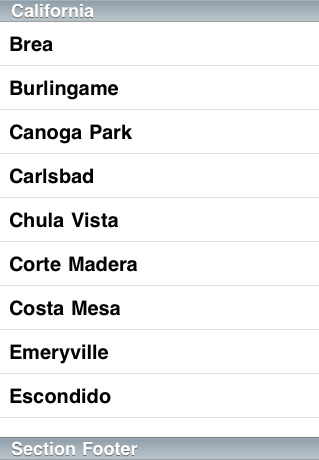 California
Brea
Burlingame
Canoga Park
Carlsbad
Chula Vista
Corte Madera
Costa Mesa
Emeryville
Escondido
Section Footer